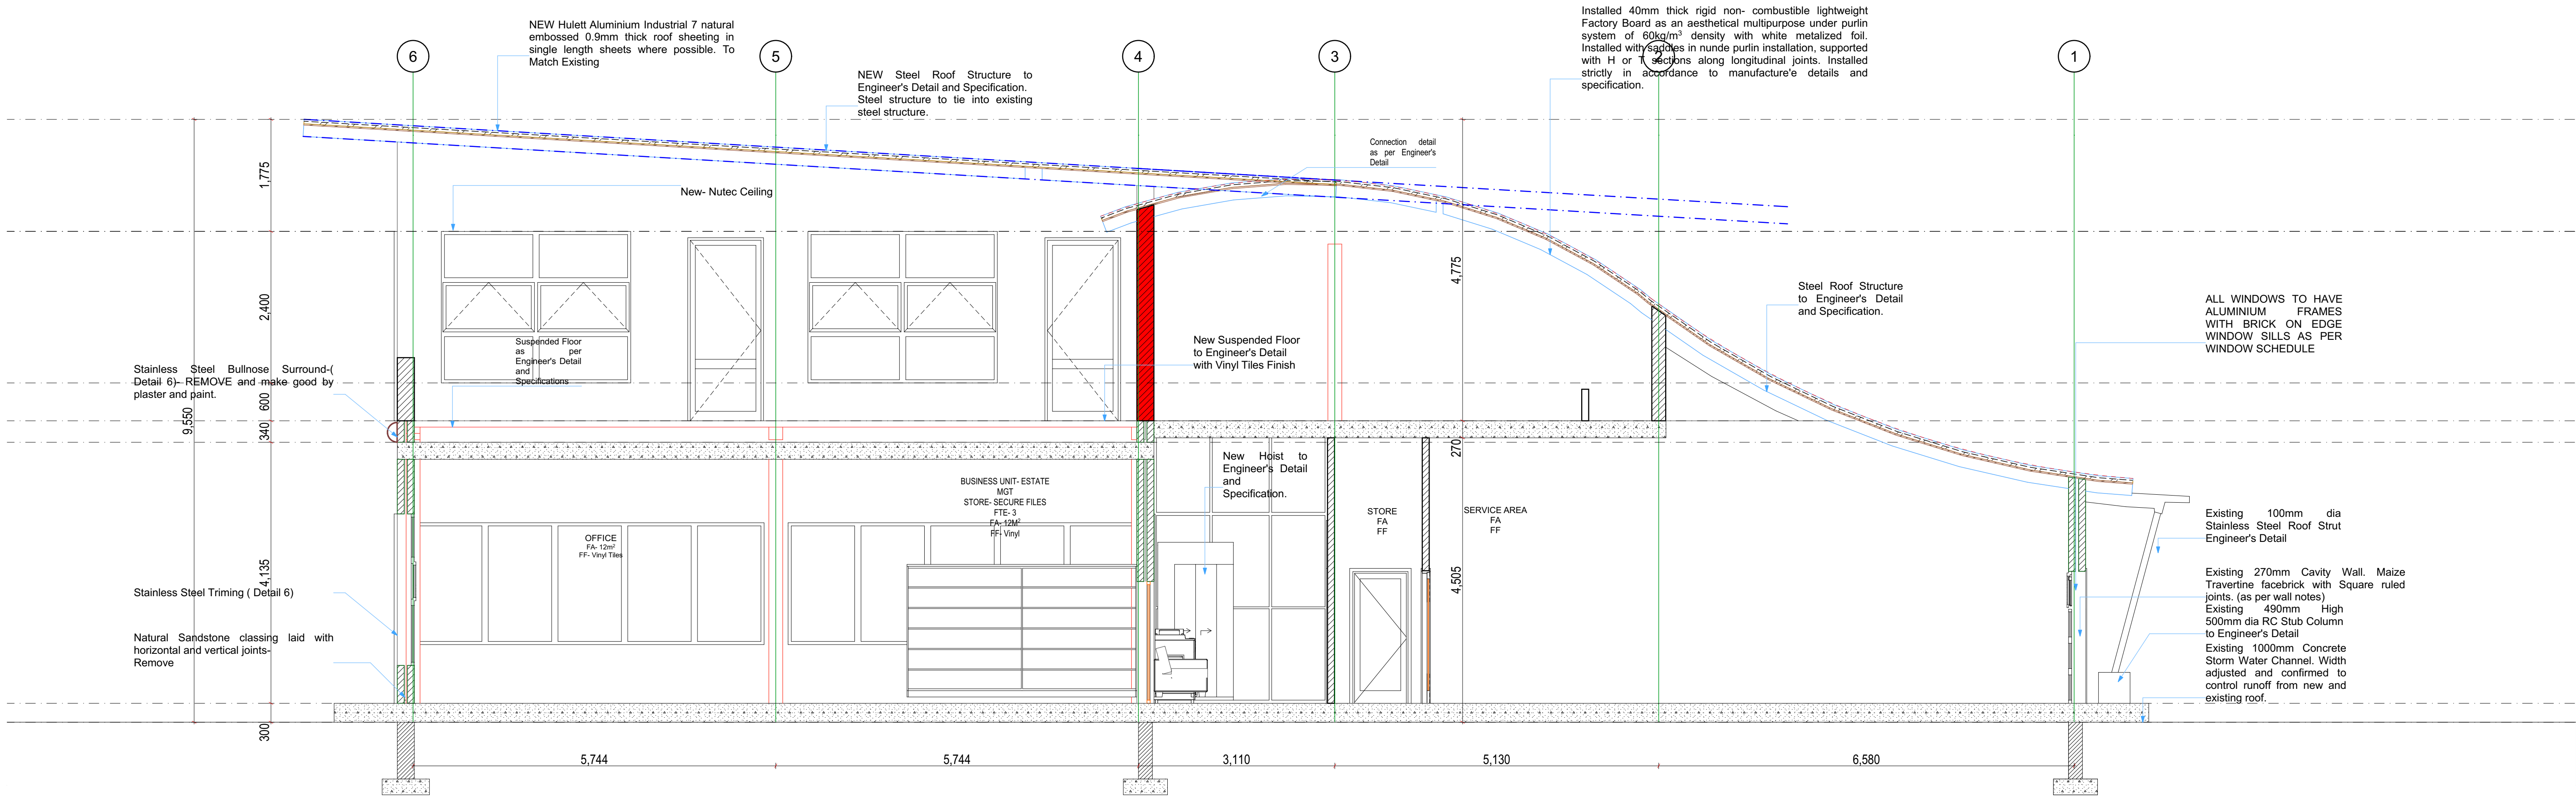 NEW Hulett Aluminium Industrial 7 natural
embossed 0.9mm thick roof sheeting in
single length sheets where possible. To
Match Existing
NEW Steel Roof Structure to
Engineer's Detail and Specification.
Steel structure to tie into existing
steel structure.
Installed 40mm thick rigid non- combustible lightweight
Factory Board as an aesthetical multipurpose under purlin
system of 60kg/m³ density with white metalized foil.
Installed with saddles in nunde purlin installation, supported
with H or T sections along longitudinal joints. Installed
strictly in accordance to manufacture'e details and
specification.
6
5
4
3
2
1
Connection detail
as per Engineer's
Detail
New- Nutec Ceiling
1,775
2,400
600
340
4,135
300
9,550
4,775
270
4,505
Steel Roof Structure
to Engineer's Detail
and Specification.
ALL WINDOWS TO HAVE
ALUMINIUM FRAMES
WITH BRICK ON EDGE
WINDOW SILLS AS PER
WINDOW SCHEDULE
Suspended Floor
as per
Engineer's Detail
and
Specifications
New Suspended Floor
to Engineer's Detail
with Vinyl Tiles Finish
Stainless Steel Bullnose Surround-(
Detail 6)- REMOVE and make good by
plaster and paint.
New Hoist to
Engineer's Detail
and
Specification.
BUSINESS UNIT- ESTATE
MGT
STORE- SECURE FILES
FTE- 3
FA- 12M²
FF- Vinyl
OFFICE
FA- 12m²
FF- Vinyl Tiles
STORE
FA
FF
SERVICE AREA
FA
FF
Existing 100mm dia
Stainless Steel Roof Strut
Engineer's Detail
Existing 270mm Cavity Wall. Maize
Travertine facebrick with Square ruled
joints. (as per wall notes)
Existing 490mm High
500mm dia RC Stub Column
to Engineer's Detail
Existing 1000mm Concrete
Storm Water Channel. Width
adjusted and confirmed to
control runoff from new and
existing roof.
Stainless Steel Triming ( Detail 6)
Natural Sandstone classing laid with
horizontal and vertical joints-
Remove
5,744
5,744
3,110
5,130
6,580